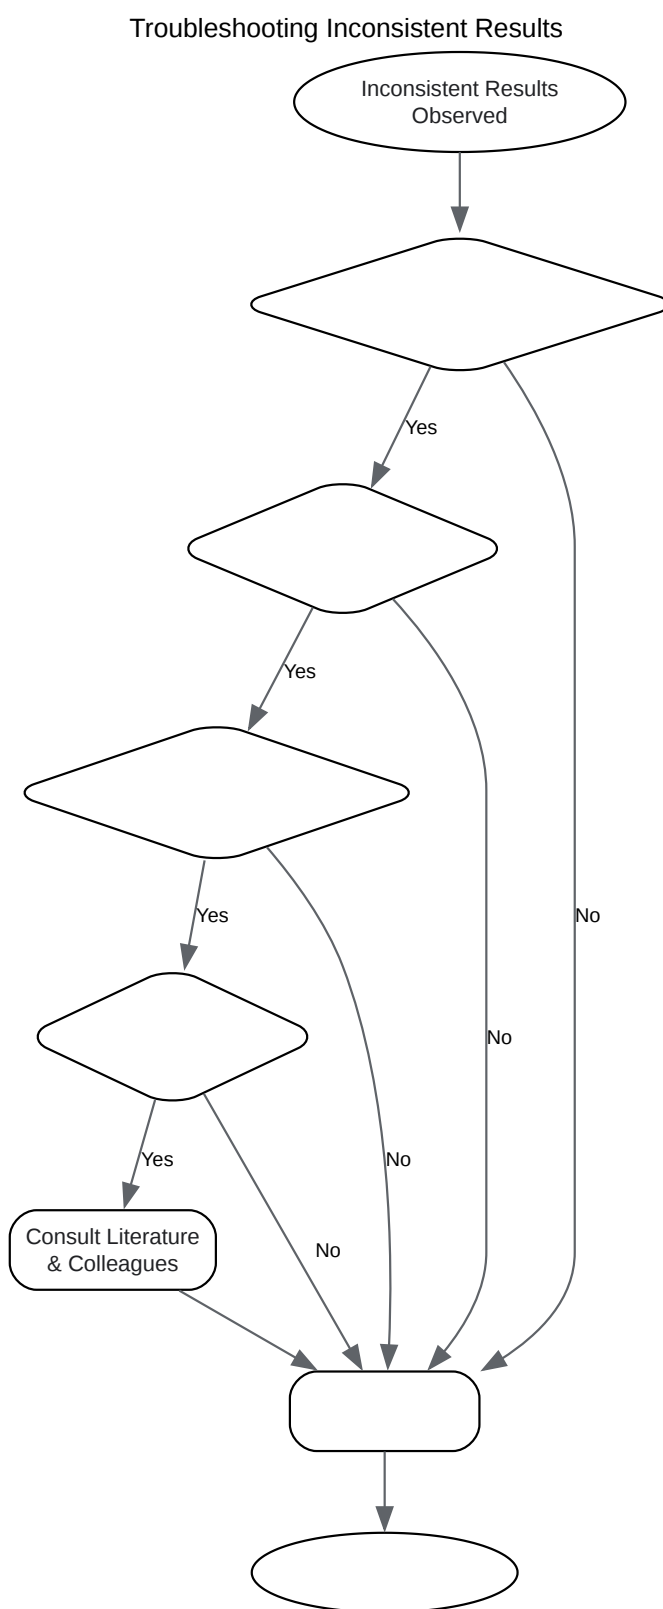 Troubleshooting Inconsistent Results
Inconsistent Results
Observed
Yes
Yes
Yes
No
No
Yes
No
No
Consult Literature
& Colleagues